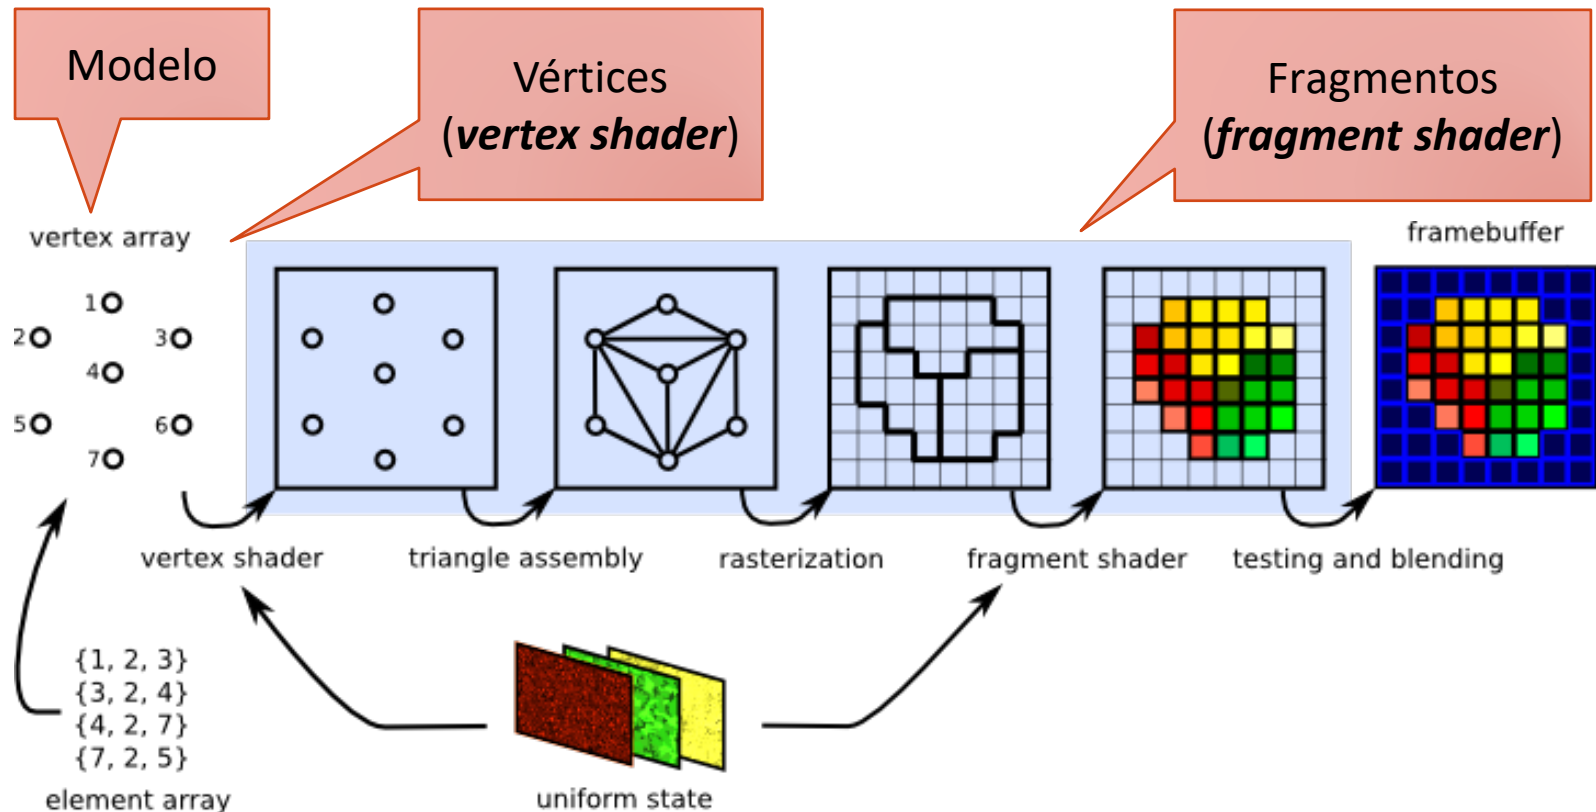 Modelo
Vértices
(vertex shader)
Fragmentos
(fragment shader)
vertex array
framebuffer
1
2
3
4
5
6
7
vertex shader
triangle assembly
rasterization
fragment shader
testing and blending
{1, 2, 3}
{3, 2, 4}
{4, 2, 7}
{7, 2, 5}
element array
uniform state